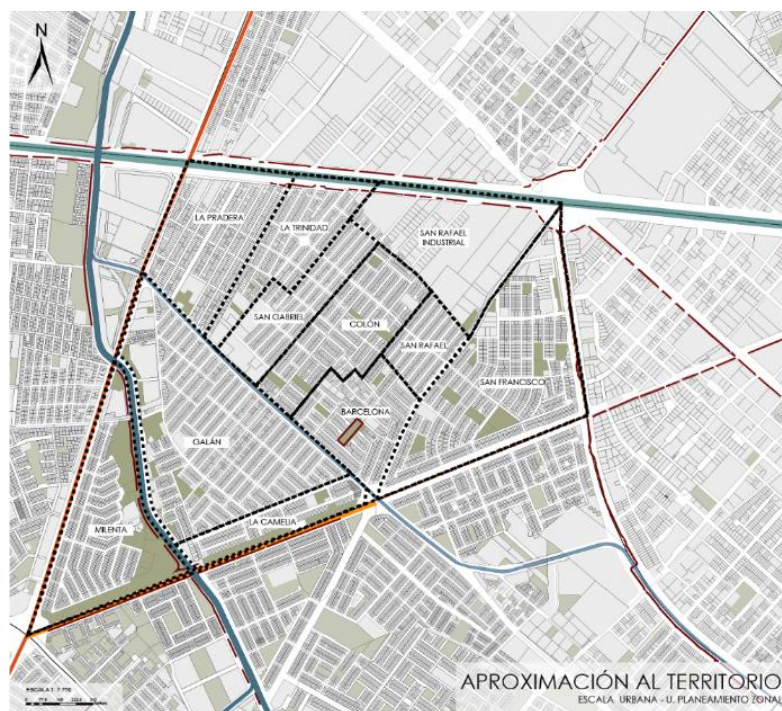 N
LA PRADERA
LA TRINIDAD
SAN RAFAEL
INDUSTRIAL
SAN GABRIEL
COLÓN
SAN RAFAEL
SAN FRANCISCO
BARCELONA
GALÁN
LA CAMELIA
MILENTA
APROXIMACIÓN AL TERRITORIO
ESCALA URBANA - U. PLANEAMIENTO ZONAL